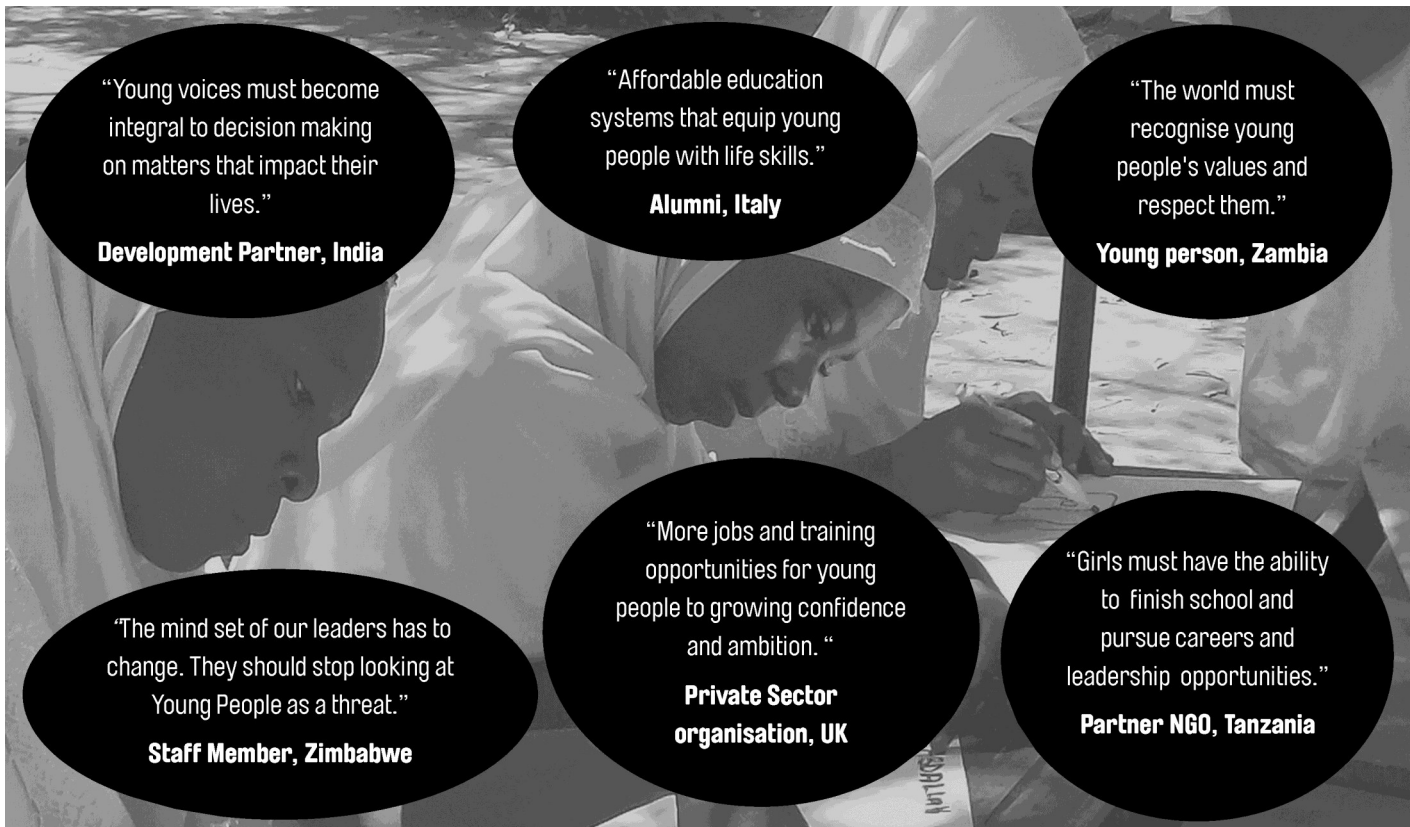 “Young voices must become
integral to decision making
on matters that impact their
lives.”
Development Partner, India
“Affordable education
systems that equip young
people with life skills.”
Alumni, Italy
“The world must
recognise young
people's values and
respect them.”
Young person, Zambia
“The mind set of our leaders has to
change. They should stop looking at
Young People as a threat.”
Staff Member, Zimbabwe
“More jobs and training
opportunities for young
people to growing confidence
and ambition. “
Private Sector
organisation, UK
“Girls must have the ability
to  finish school and
pursue careers and
leadership  opportunities.”
Partner NGO, Tanzania